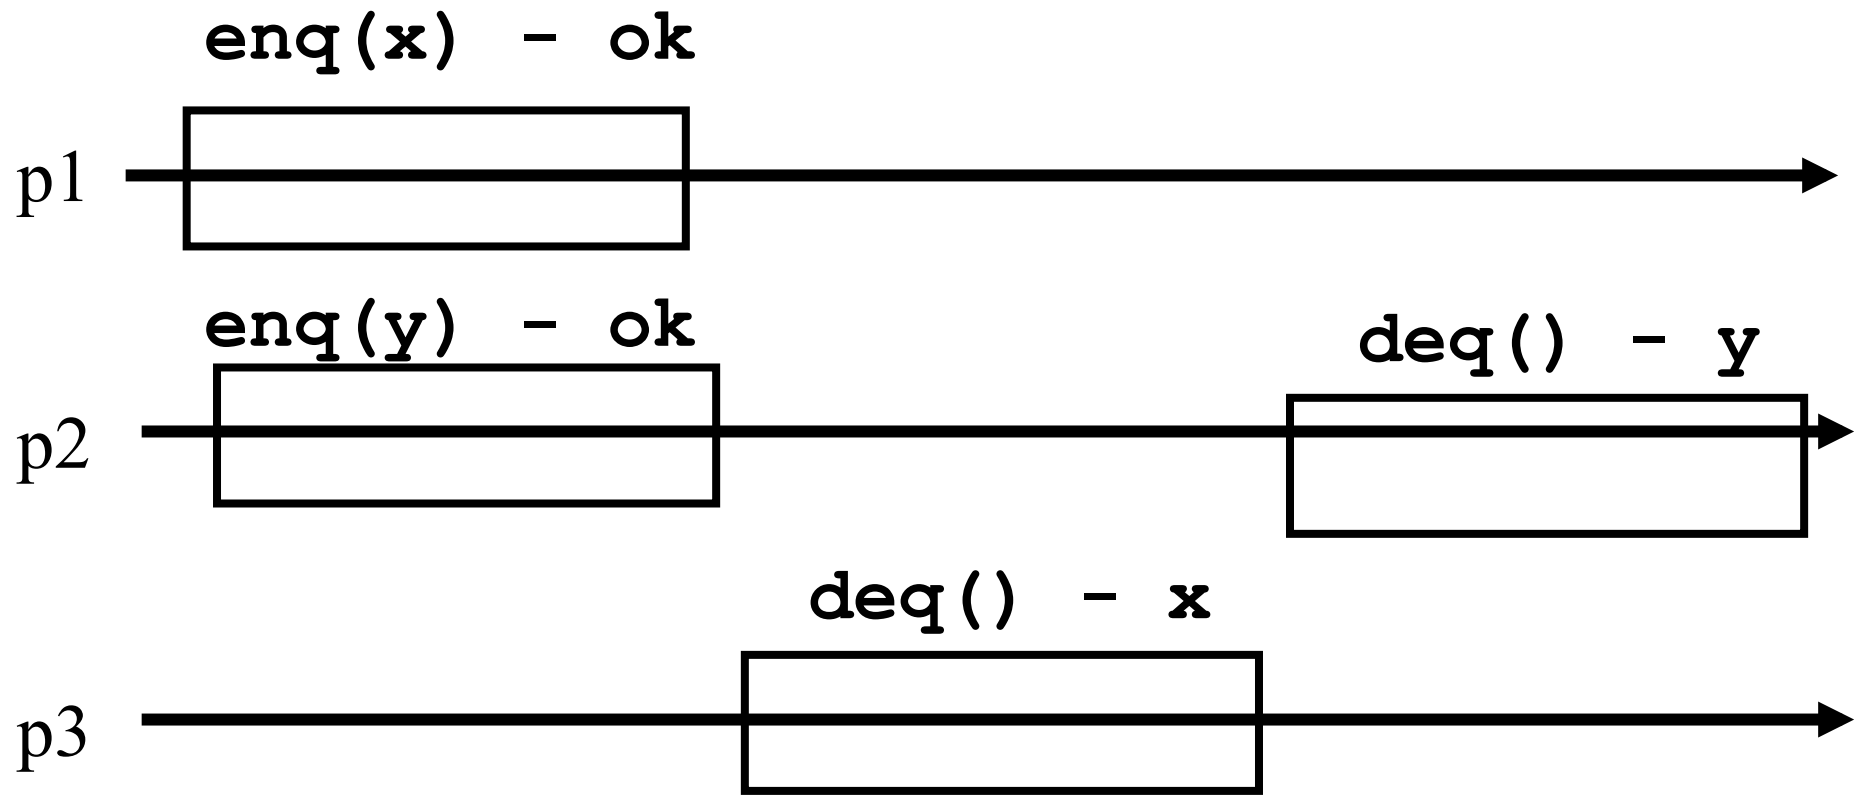 enq(x) - ok
p1
enq(y) - ok
deq() - y
p2
deq() - x
p3